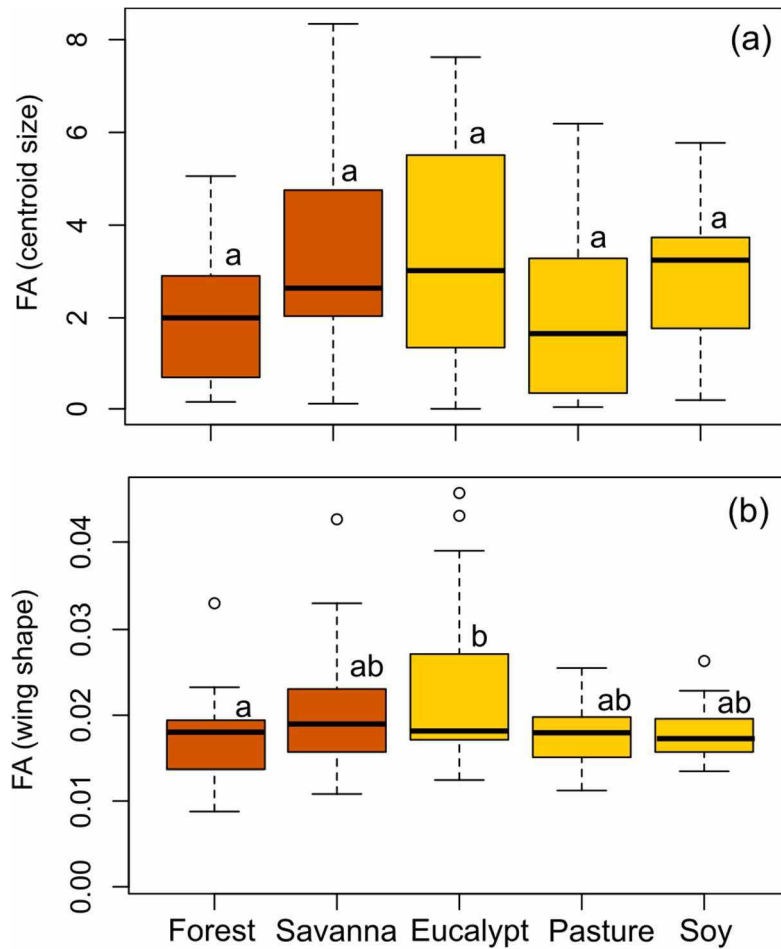 (a)
FA (centroid size)
8
6
4
2
0
a
a
a
a
a
(b)
FA (wing shape)
0.04
0.03
0.02
0.01
0.00
a
ab
b
ab
ab
Forest Savanna Eucalypt Pasture Soy